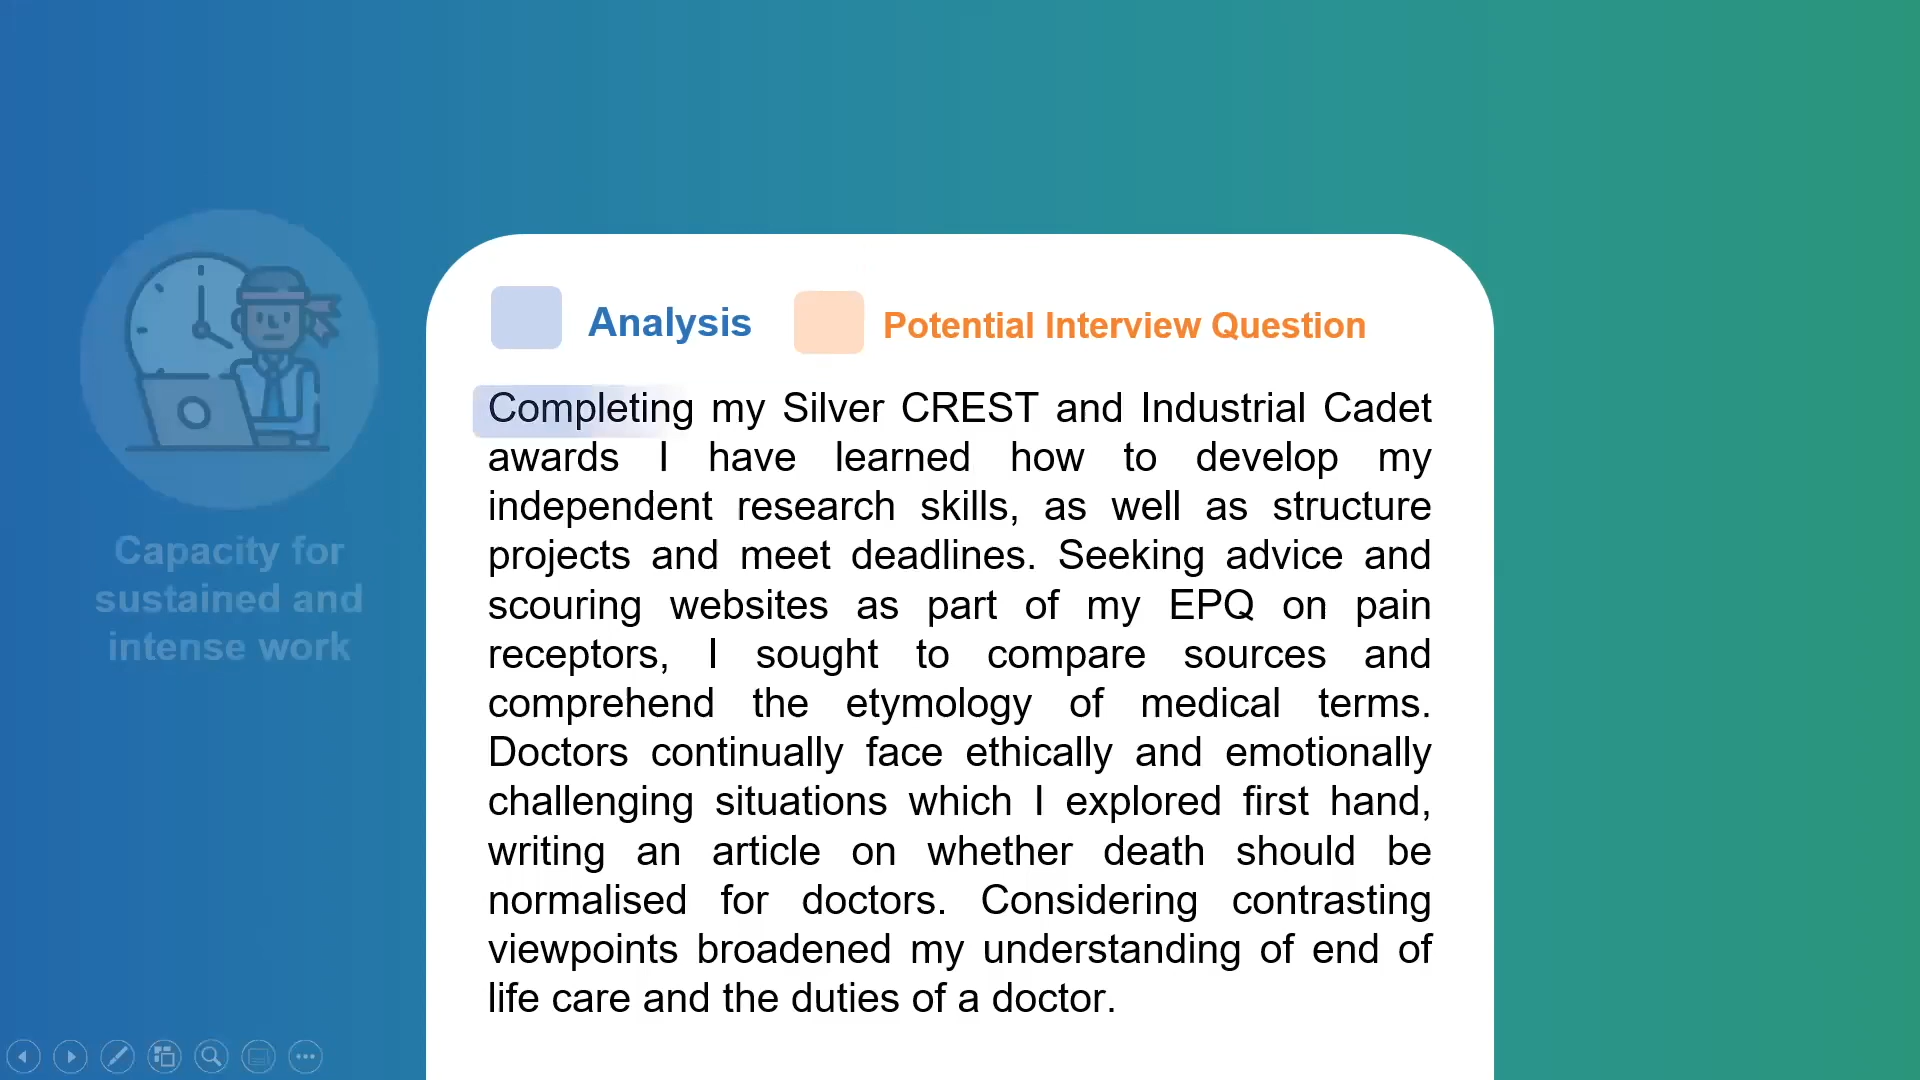 Capacity for
sustained and
intense work
Analysis
Potential Interview Question
Completing my Silver CREST and Industrial Cadet
awards I have learned how to develop my
independent research skills, as well as structure
projects and meet deadlines. Seeking advice and
scouring websites as part of my EPQ on pain
receptors, I sought to compare sources and
comprehend the etymology of medical terms.
Doctors continually face ethically and emotionally
challenging situations which I explored first hand,
writing an article on whether death should be
normalised for doctors. Considering contrasting
viewpoints broadened my understanding of end of
life care and the duties of a doctor.